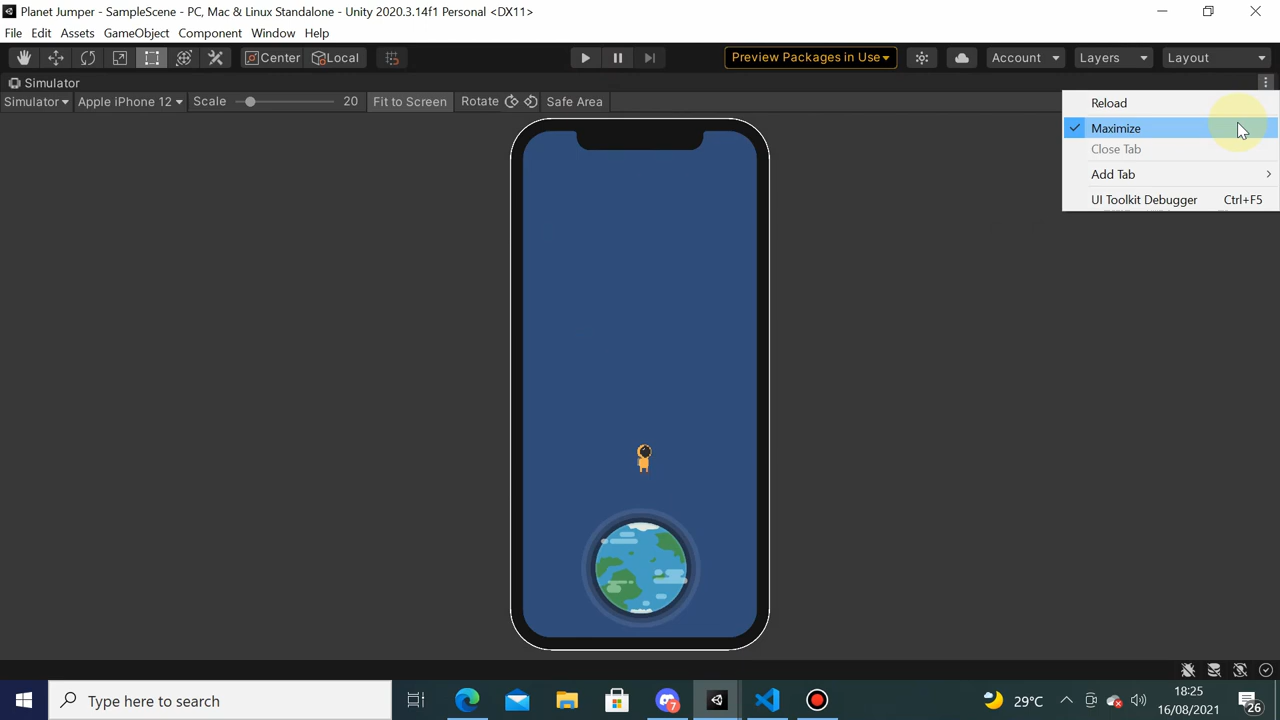 Planet Jumper - SampleScene - PC, Mac & Linux Standalone - Unity 2020.3.14f1 Personal <DX11>
File Edit Assets GameObject Component Window Help
Center Local Preview Packages in Use Account Layers Layout
Simulator
Simulator Apple iPhone 12 Scale 20 Fit to Screen Rotate Safe Area
Reload
Maximize
Close Tab
Add Tab
UI Toolkit Debugger Ctrl+F5
Type here to search
7
29°C
18:25
16/08/2021
26